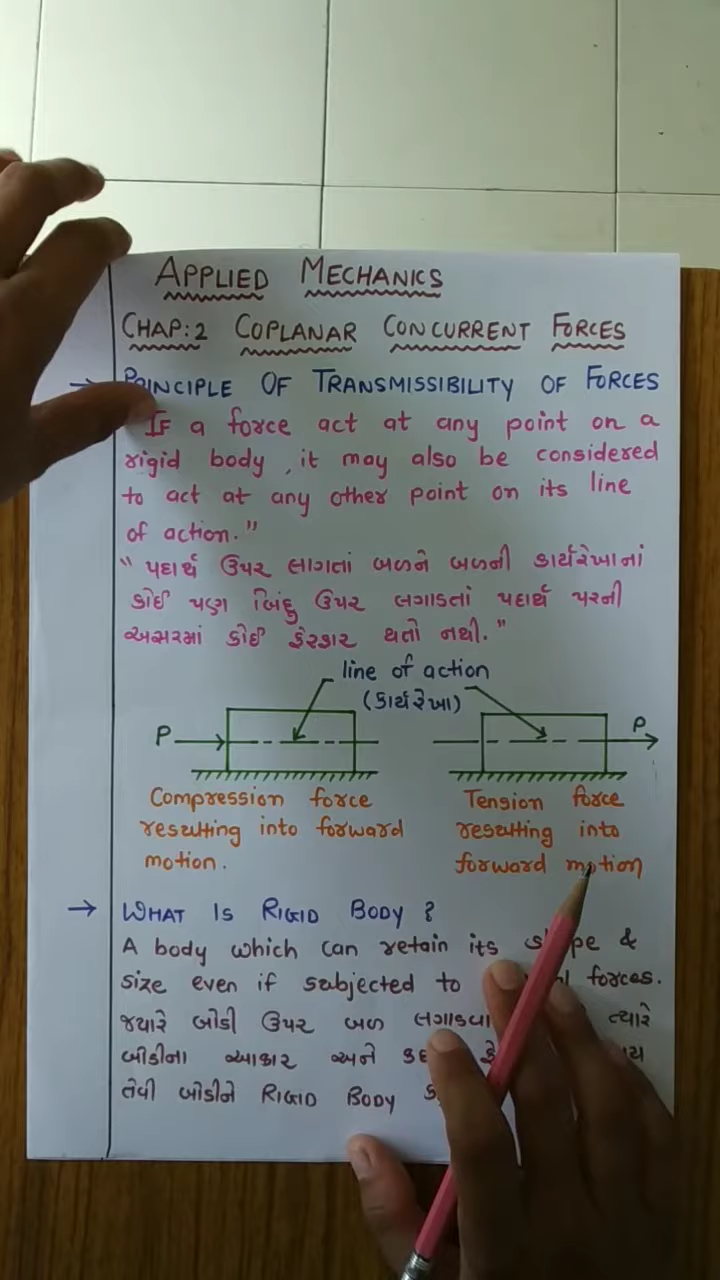 APPLIED MECHANICS
CHAP:2 COPLANAR CONCURRENT FORCES
→ PRINCIPLE OF TRANSMISSIBILITY OF FORCES
IF a force act at any point on a
rigid body, it may also be considered
to act at any other point on its line
of action."
" પદાર્થ ઉપર લાગતાં બળને બળની કાર્યરેખાનાં
કોઈ પણ બિંદુ ઉપર લગાડતાં પદાર્થ પરની
અસરમાં કોઈ ફેરફાર થતો નથી."
line of action
(કાર્યરેખા)
P
P
Compression force
resulting into forward
motion.
Tension force
resulting into
forward motion
→ WHAT IS RIGID BODY ?
A body which can retain its &
size even if subjected to forces.
જયારે બોડી ઉપર બળ ત્યારે
બોડીના આકાર અને
તેવી બોડીને RIGID BODY